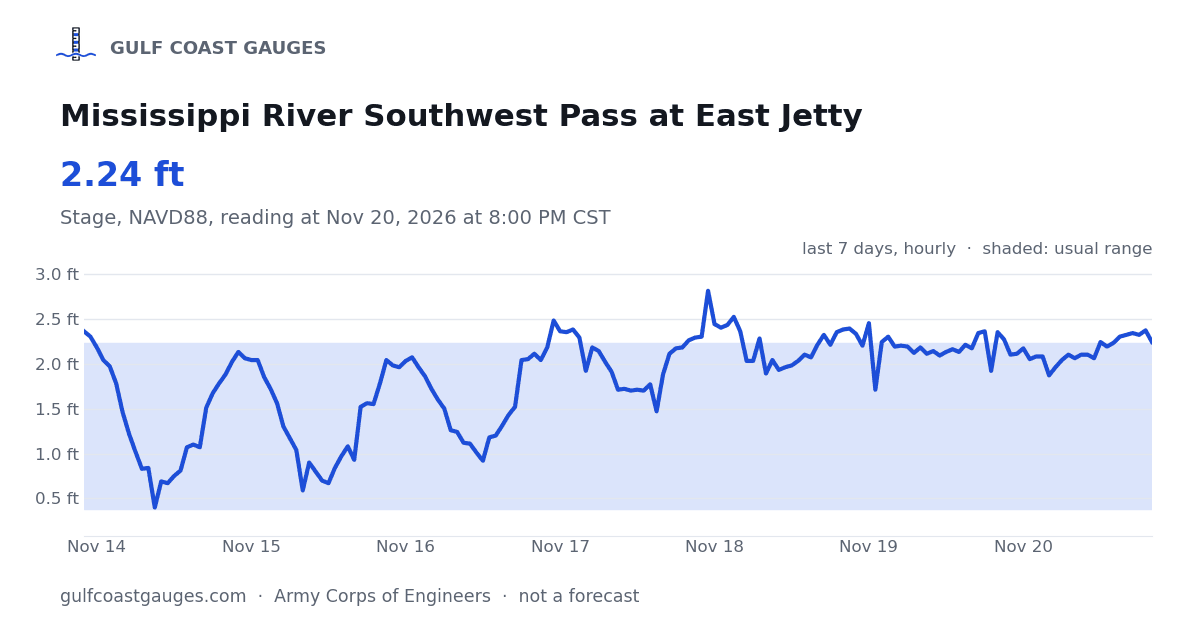 GULF COAST GAUGES
Mississippi River Southwest Pass at East Jetty
2.24 ft
Stage, NAVD88, reading at Nov 20, 2026 at 8:00 PM CST
last 7 days, hourly · shaded: usual range
3.0 ft
2.5 ft
2.0 ft
1.5 ft
1.0 ft
0.5 ft
Nov 14 Nov 15 Nov 16 Nov 17 Nov 18 Nov 19 Nov 20
gulfcoastgauges.com · Army Corps of Engineers · not a forecast